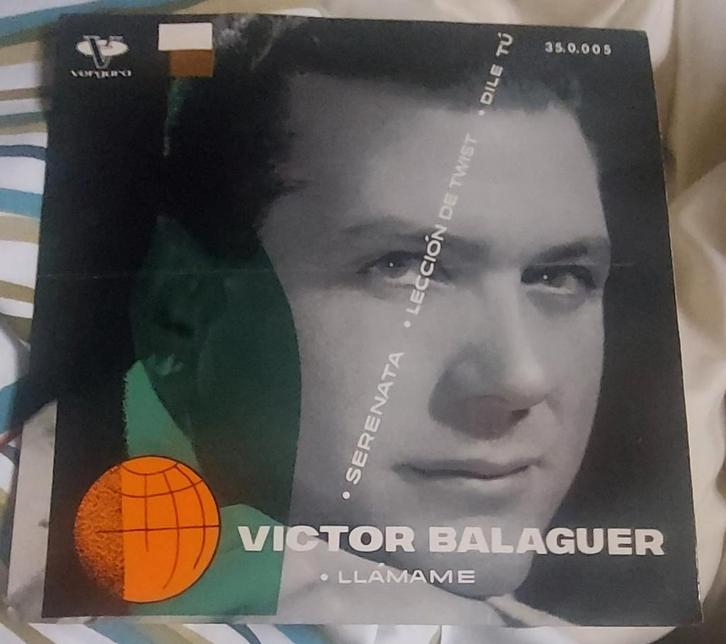 vergara
35.0.005
• DILE TÚ
• LECCIÓN DE TWIST
• SERENATA
VICTOR BALAGUER
• LLÁMAME